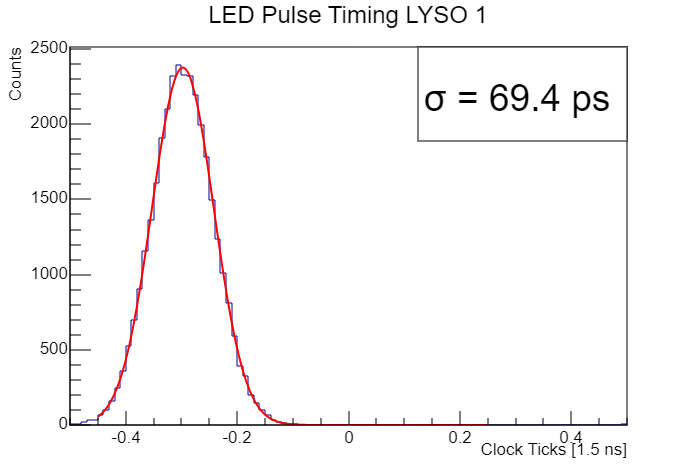 LED Pulse Timing LYSO 1
Counts
σ = 69.4 ps
2500
2000
1500
1000
500
0
-0.4 -0.2 0 0.2 0.4
Clock Ticks [1.5 ns]